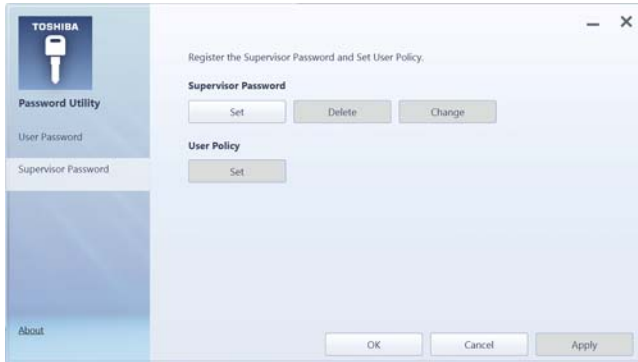 TOSHIBA
Password Utility
User Password
Supervisor Password
About
Register the Supervisor Password and Set User Policy.
Supervisor Password
Set Delete Change
User Policy
Set
OK Cancel Apply